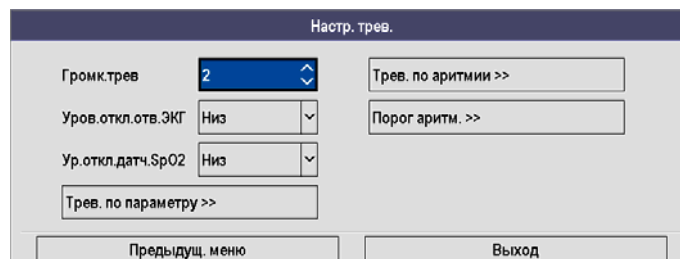 Настр. трев.
Громк.трев 2 Трев. по аритмии >>
Уров.откл.отв.ЭКГ Низ Порог аритм. >>
Ур.откл.датч.SpO2 Низ
Трев. по параметру >>
Предыдущ. меню Выход